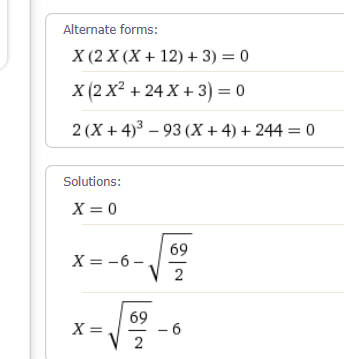 Alternate forms:
X (2 X (X + 12) + 3) = 0
X (2 X² + 24 X + 3) = 0
2 (X + 4)³ – 93 (X + 4) + 244 = 0
Solutions:
X = 0
X = –6 – √(69/2)
X = √(69/2) – 6